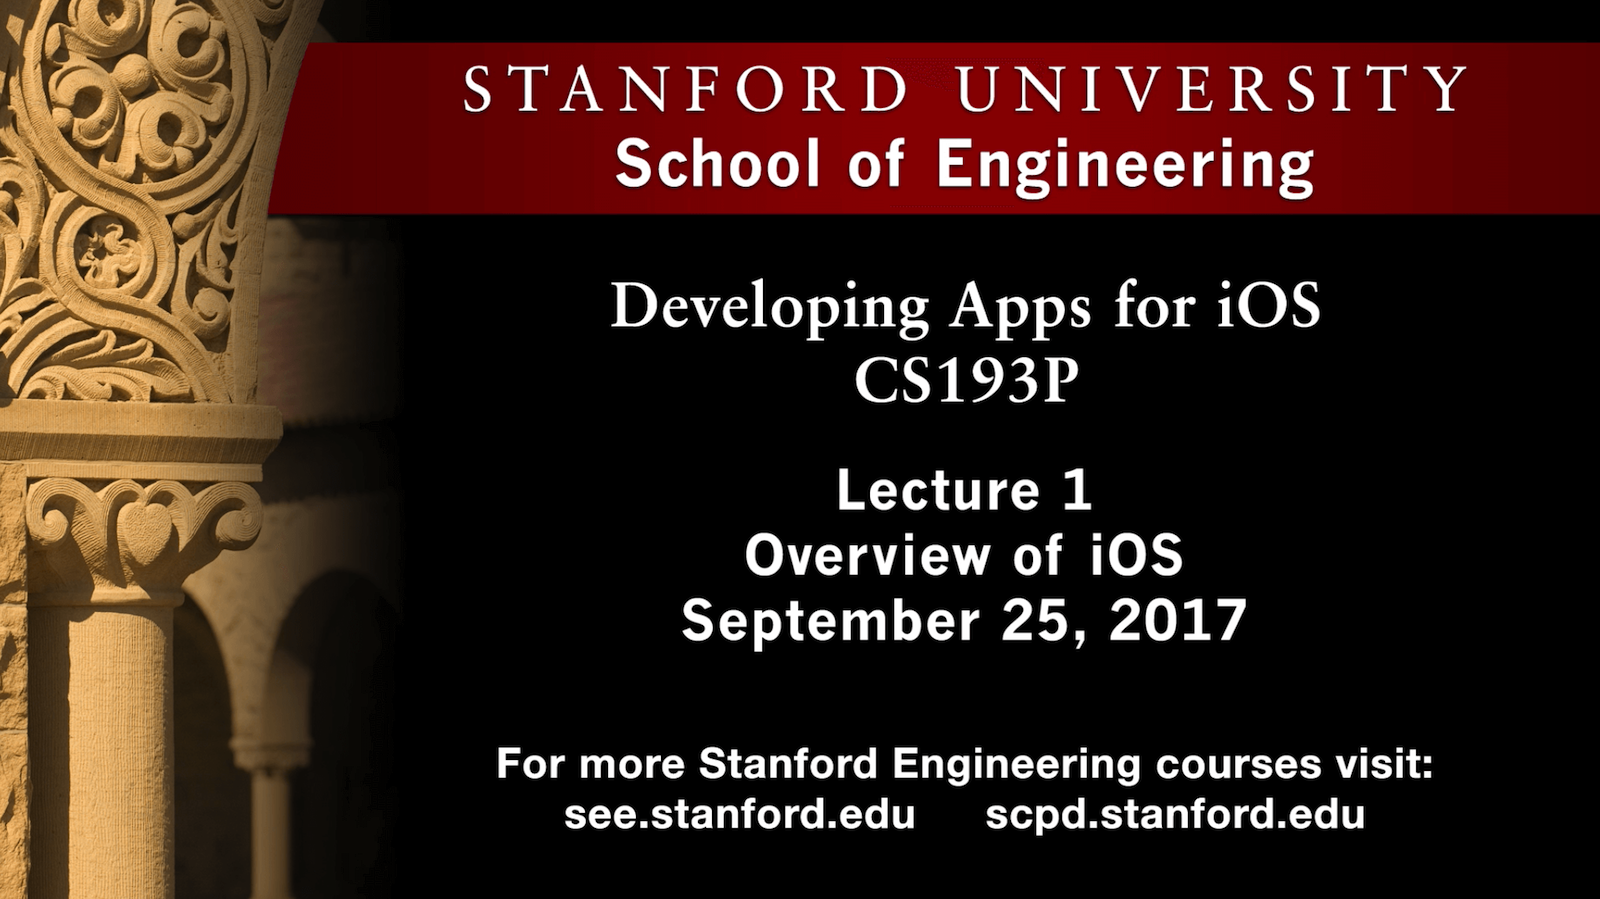 STANFORD UNIVERSITY
School of Engineering
Developing Apps for iOS
CS193P
Lecture 1
Overview of iOS
September 25, 2017
For more Stanford Engineering courses visit:
see.stanford.edu scpd.stanford.edu